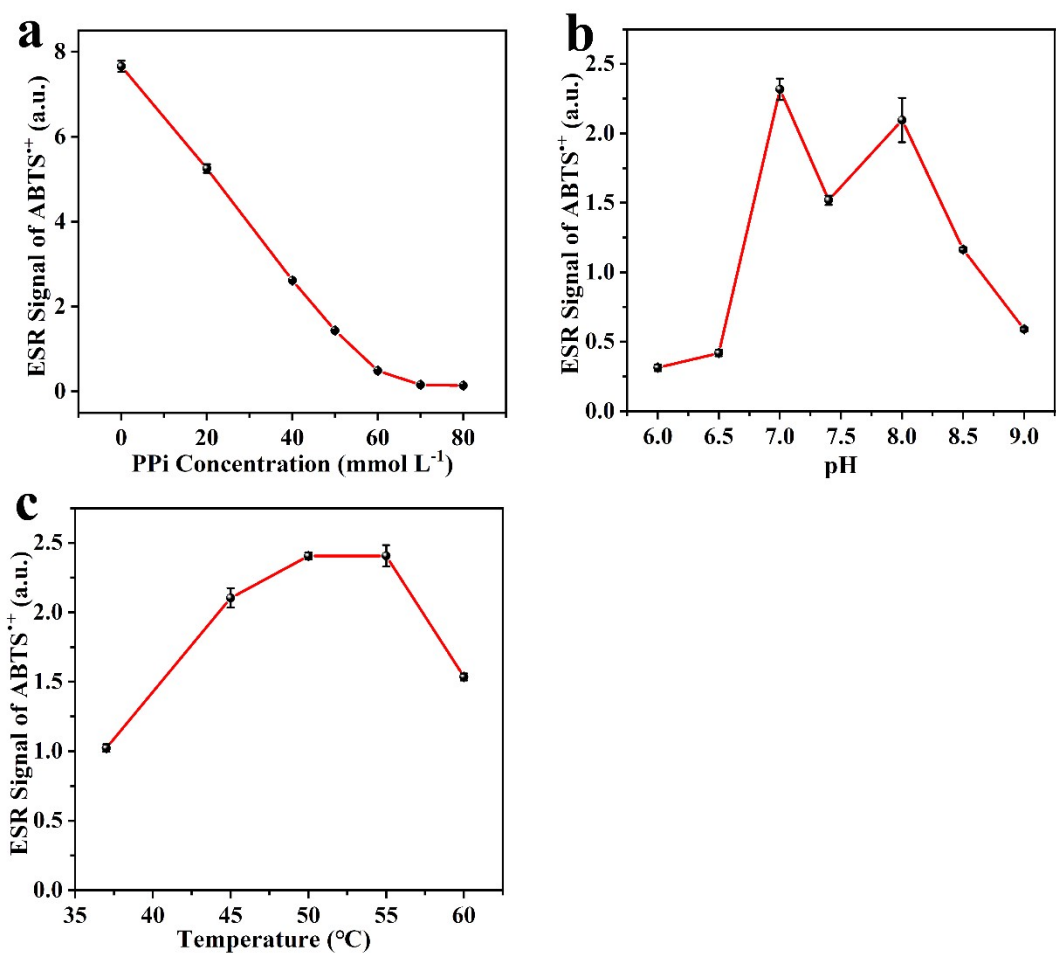 a
ESR Signal of ABTS•+ (a.u.)
8
6
4
2
0
0 20 40 60 80
PPi Concentration (mmol L-1)
b
ESR Signal of ABTS•+ (a.u.)
2.5
2.0
1.5
1.0
0.5
0.0
6.0 6.5 7.0 7.5 8.0 8.5 9.0
pH
c
ESR Signal of ABTS•+ (a.u.)
2.5
2.0
1.5
1.0
0.5
0.0
35 40 45 50 55 60
Temperature (°C)